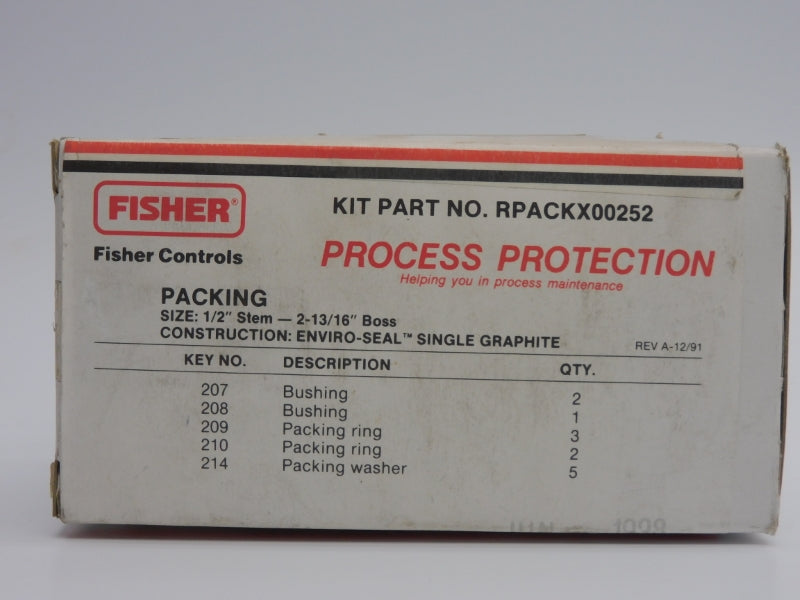 FISHER®
KIT PART NO. RPACKX00252
Fisher Controls
PROCESS PROTECTION
Helping you in process maintenance
PACKING
SIZE: 1/2" Stem — 2-13/16" Boss
CONSTRUCTION: ENVIRO-SEAL™ SINGLE GRAPHITE
REV A-12/91
KEY NO. DESCRIPTION QTY.
207 Bushing 2
208 Bushing 1
209 Packing ring 3
210 Packing ring 2
214 Packing washer 5